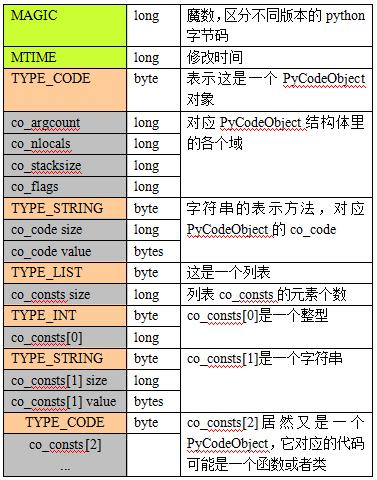 MAGIC long 魔数，区分不同版本的 python
字节码
MTIME long 修改时间
TYPE_CODE byte 表示这是一个 PyCodeObject
对象
co_argcount long 对应 PyCodeObject 结构体里
co_nlocals long 的各个域
co_stacksize long
co_flags long
TYPE_STRING byte 字符串的表示方法，对应
co_code size long PyCodeObject 的 co_code
co_code value bytes
TYPE_LIST byte 这是一个列表
co_consts size long 列表 co_consts 的元素个数
TYPE_INT byte co_consts[0]是一个整型
co_consts[0] long
TYPE_STRING byte co_consts[1]是一个字符串
co_consts[1] size long
co_consts[1] value bytes
TYPE_CODE byte co_consts[2]居然又是一个
co_consts[2] PyCodeObject，它对应的代码
... 可能是一个函数或者类